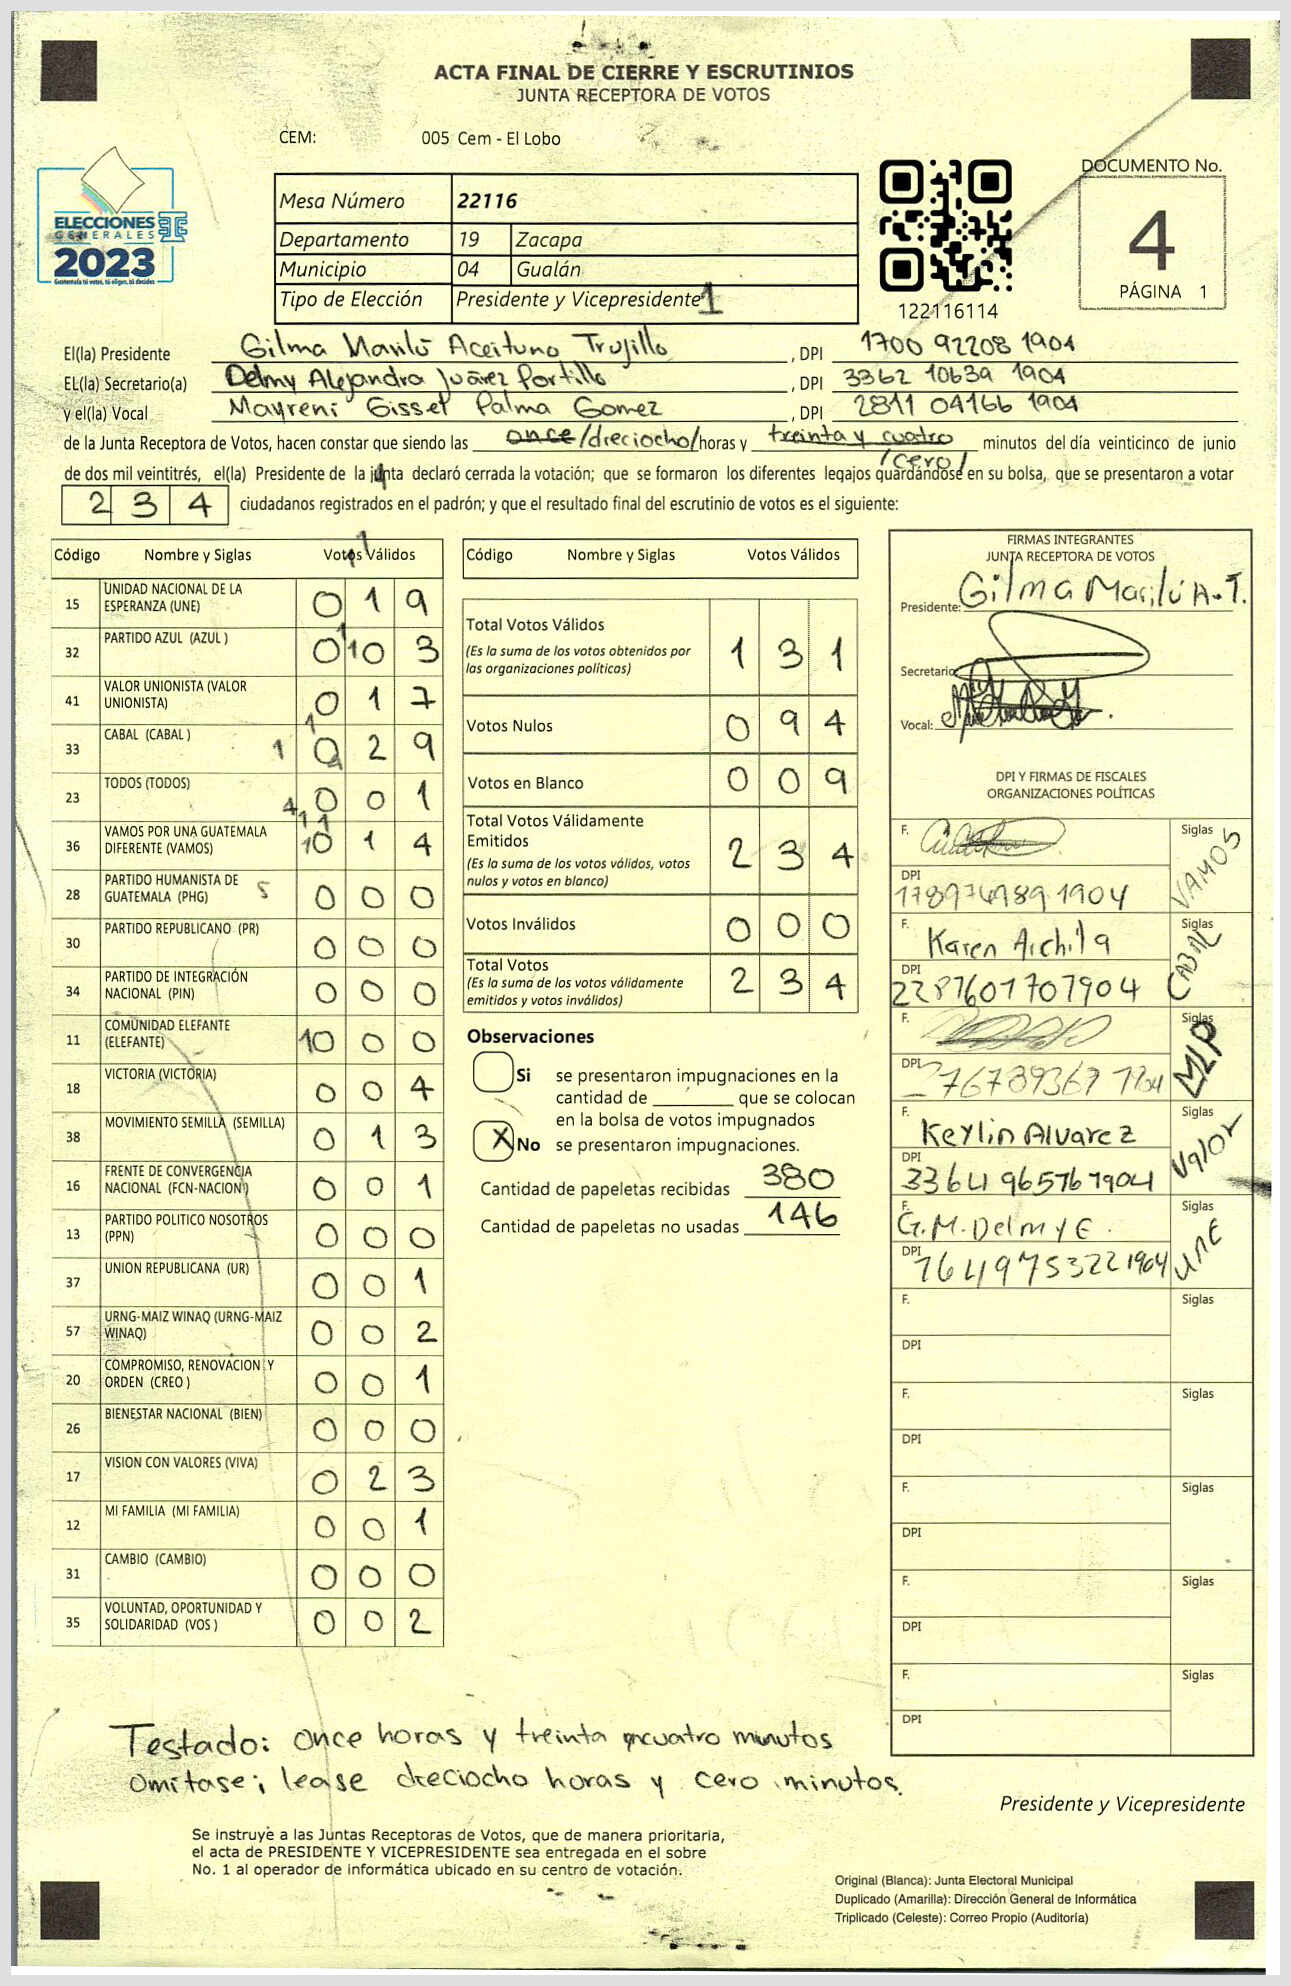 ACTA FINAL DE CIERRE Y ESCRUTINIOS
JUNTA RECEPTORA DE VOTOS
CEM: 005 Cem - El Lobo
ELECCIONES
GENERALES
2023
Guatemala tú votas, tú eliges, tú decides
Mesa Número 22116
Departamento 19 Zacapa
Municipio 04 Gualán
Tipo de Elección Presidente y Vicepresidente 1
122116114
DOCUMENTO No.
4
PÁGINA 1
El(la) Presidente Gilma Marilú Aceituno Trujillo, DPI 1700 92208 1904
EL(la) Secretario(a) Delmy Alejandra Juárez Portillo, DPI 3362 10639 1904
y el(la) Vocal Mayreni Gisset Palma Gomez, DPI 2811 04166 1904
de la Junta Receptora de Votos, hacen constar que siendo las once/dieciocho/horas y treinta y cuatro minutos del día veinticinco de junio
/cero/
de dos mil veintitrés, el(la) Presidente de la junta declaró cerrada la votación; que se formaron los diferentes legajos guardándose en su bolsa, que se presentaron a votar
2 3 4 ciudadanos registrados en el padrón; y que el resultado final del escrutinio de votos es el siguiente:
Código Nombre y Siglas Votos Válidos
15 UNIDAD NACIONAL DE LA ESPERANZA (UNE) 0 1 9
32 PARTIDO AZUL (AZUL ) 0 10 3
41 VALOR UNIONISTA (VALOR UNIONISTA) 0 1 7
33 CABAL (CABAL ) 1 0 2 9
23 TODOS (TODOS) 4 0 0 1
36 VAMOS POR UNA GUATEMALA DIFERENTE (VAMOS) 10 1 4
28 PARTIDO HUMANISTA DE GUATEMALA (PHG) 5 0 0 0
30 PARTIDO REPUBLICANO (PR) 0 0 0
34 PARTIDO DE INTEGRACIÓN NACIONAL (PIN) 0 0 0
11 COMUNIDAD ELEFANTE (ELEFANTE) 10 0 0
18 VICTORIA (VICTORIA) 0 0 4
38 MOVIMIENTO SEMILLA (SEMILLA) 0 1 3
16 FRENTE DE CONVERGENCIA NACIONAL (FCN-NACION) 0 0 1
13 PARTIDO POLITICO NOSOTROS (PPN) 0 0 0
37 UNION REPUBLICANA (UR) 0 0 1
57 URNG-MAIZ WINAQ (URNG-MAIZ WINAQ) 0 0 2
20 COMPROMISO, RENOVACION Y ORDEN (CREO ) 0 0 1
26 BIENESTAR NACIONAL (BIEN) 0 0 0
17 VISION CON VALORES (VIVA) 0 2 3
12 MI FAMILIA (MI FAMILIA) 0 0 1
31 CAMBIO (CAMBIO) 0 0 0
35 VOLUNTAD, OPORTUNIDAD Y SOLIDARIDAD (VOS ) 0 0 2
Código Nombre y Siglas Votos Válidos
Total Votos Válidos 1 3 1
(Es la suma de los votos obtenidos por
las organizaciones políticas)
Votos Nulos 0 9 4
Votos en Blanco 0 0 9
Total Votos Válidamente
Emitidos 2 3 4
(Es la suma de los votos válidos, votos
nulos y votos en blanco)
Votos Inválidos 0 0 0
Total Votos 2 3 4
(Es la suma de los votos válidamente
emitidos y votos inválidos)
Observaciones
Si se presentaron impugnaciones en la
cantidad de ________ que se colocan
en la bolsa de votos impugnados
X No se presentaron impugnaciones.
Cantidad de papeletas recibidas 380
Cantidad de papeletas no usadas 146
FIRMAS INTEGRANTES
JUNTA RECEPTORA DE VOTOS
Presidente: Gilma Marilú A.T.
Secretario
Vocal:
DPI Y FIRMAS DE FISCALES
ORGANIZACIONES POLÍTICAS
F. Siglas VAMOS
DPI 178974989 1904
F. Karen Archila Siglas CABAL
DPI 2287601707904
F. Siglas MLP
DPI
F. Keylin Alvarez Siglas Valor
DPI 3364 965761904
F. G.M. Delmy E. Siglas UNE
DPI 7649753221904
F. Siglas
DPI
F. Siglas
DPI
F. Siglas
DPI
F. Siglas
DPI
F. Siglas
DPI
Testado: once horas y treinta y cuatro minutos
omitase; lease dieciocho horas y cero minutos.
Presidente y Vicepresidente
Se instruye a las Juntas Receptoras de Votos, que de manera prioritaria,
el acta de PRESIDENTE Y VICEPRESIDENTE sea entregada en el sobre
No. 1 al operador de informática ubicado en su centro de votación.
Original (Blanca): Junta Electoral Municipal
Duplicado (Amarilla): Dirección General de Informática
Triplicado (Celeste): Correo Propio (Auditoría)